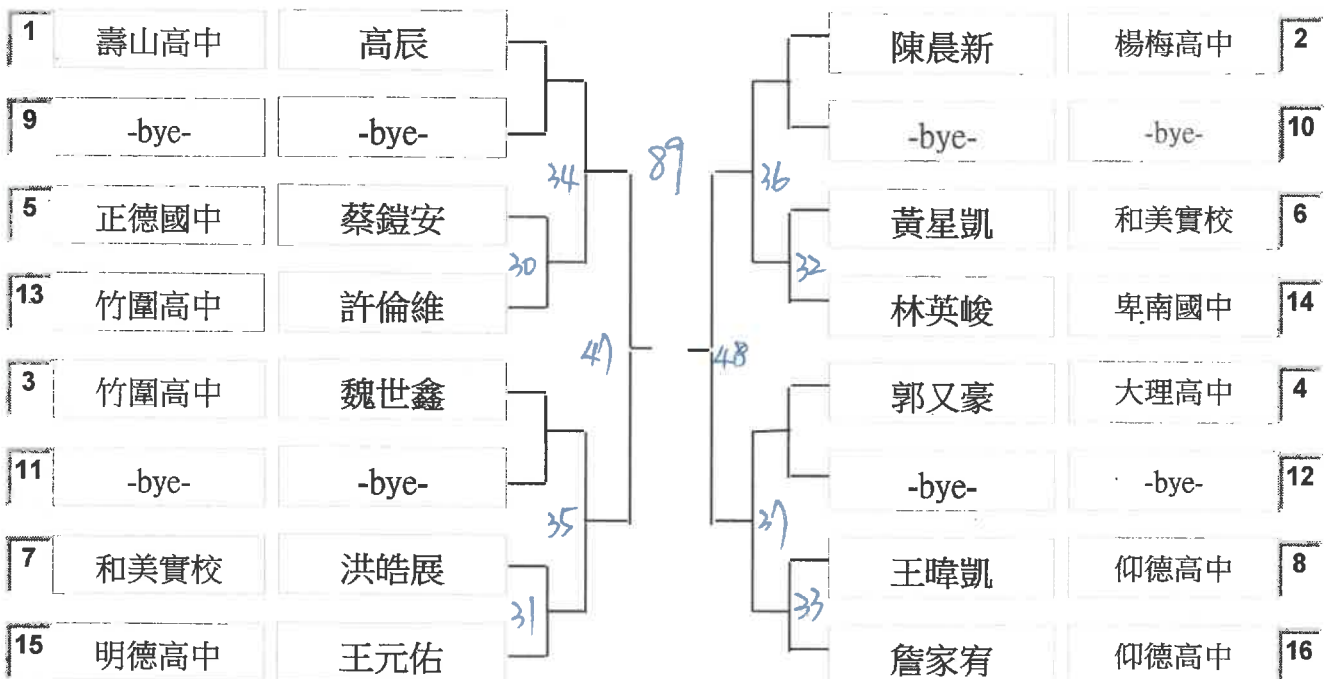 1 壽山高中 高辰 陳晨新 楊梅高中 2
9 -bye- -bye- -bye- -bye- 10
34 89 36
5 正德國中 蔡鎧安 黃星凱 和美實校 6
30 32
13 竹圍高中 許倫維 林英峻 卑南國中 14
47 48
3 竹圍高中 魏世鑫 郭又豪 大理高中 4
11 -bye- -bye- -bye- -bye- 12
35 37
7 和美實校 洪皓展 王暐凱 仰德高中 8
31 33
15 明德高中 王元佑 詹家宥 仰德高中 16